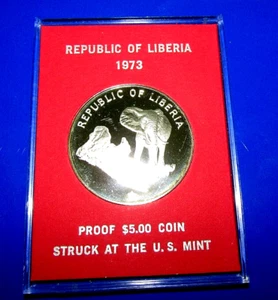 REPUBLIC OF LIBERIA
1973
REPUBLIC OF LIBERIA
PROOF $5.00 COIN
STRUCK AT THE U.S. MINT